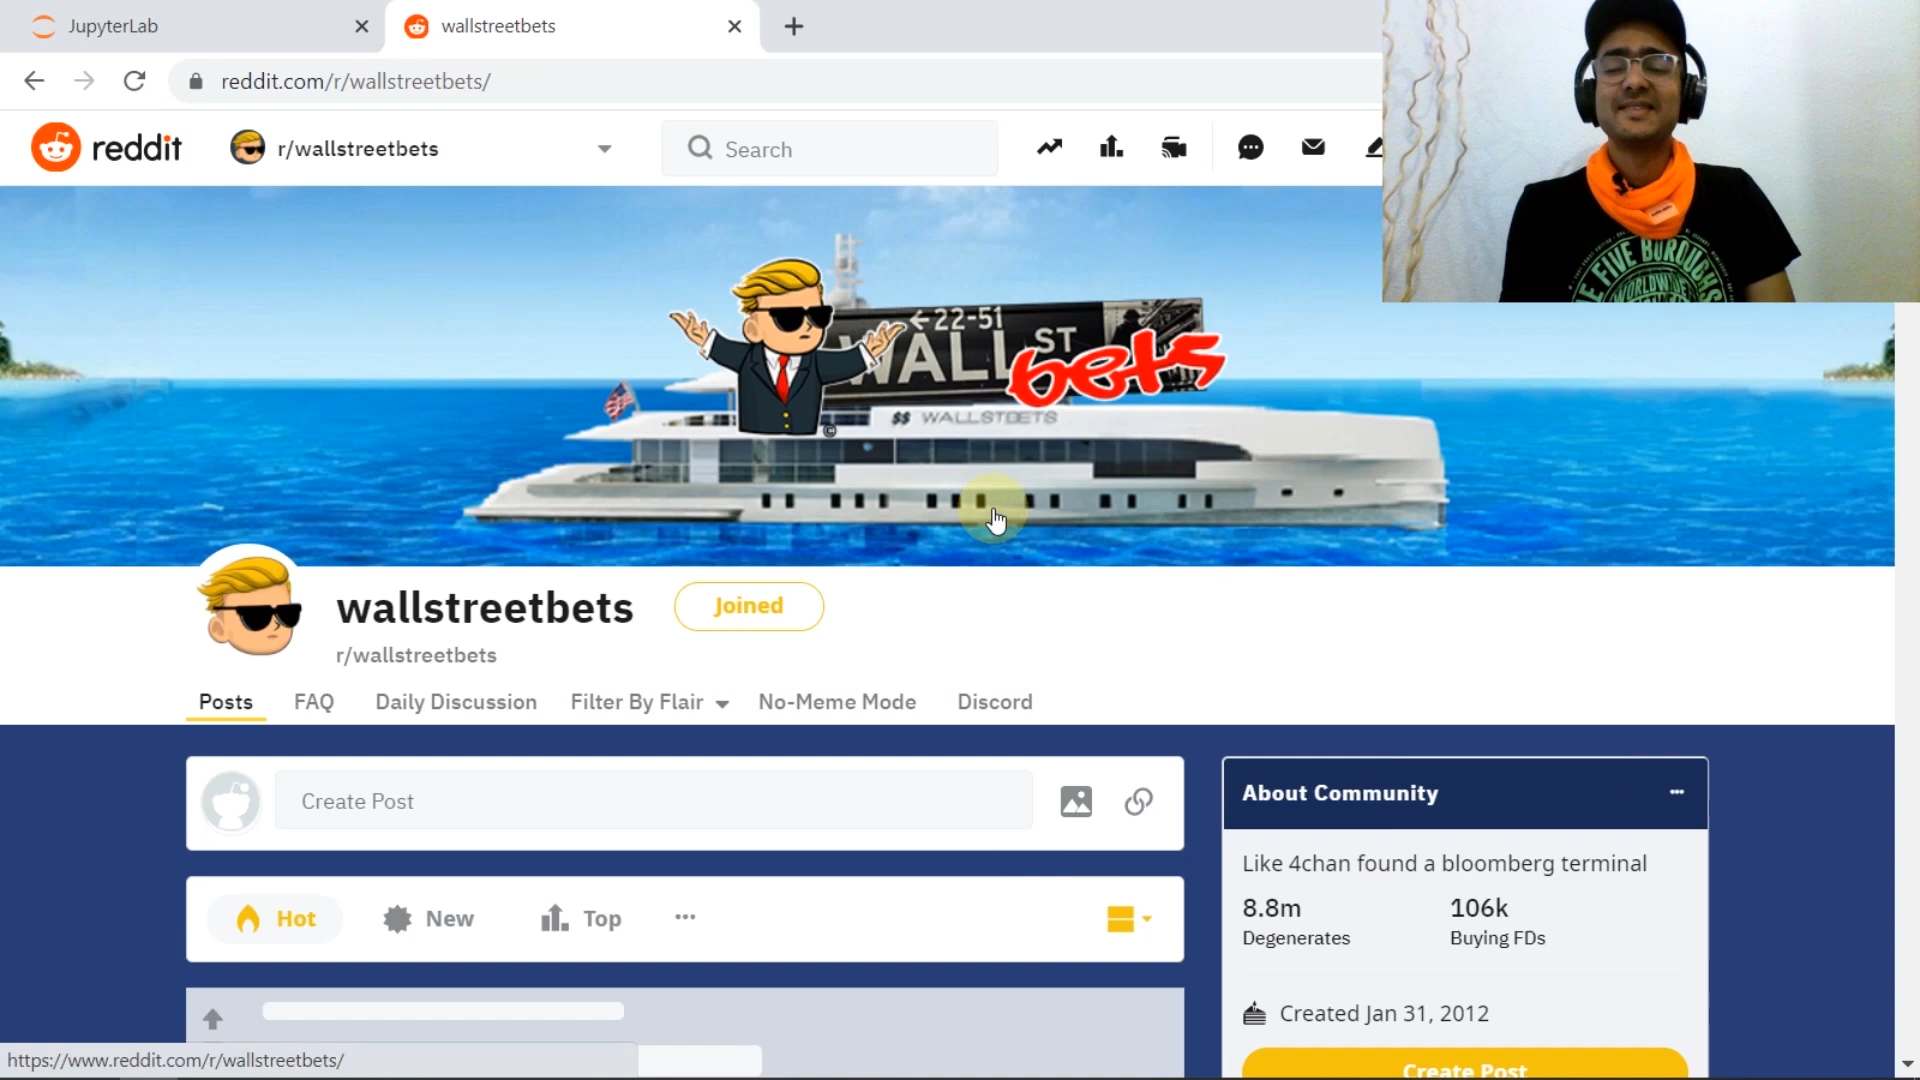 JupyterLab
wallstreetbets
reddit.com/r/wallstreetbets/
reddit
r/wallstreetbets
Search
22-51
WALL ST
bets
$$ WALLSTBETS
FIVE BOROUGHS
WORLDWIDE
wallstreetbets
Joined
r/wallstreetbets
Posts
FAQ
Daily Discussion
Filter By Flair
No-Meme Mode
Discord
Create Post
About Community
Like 4chan found a bloomberg terminal
8.8m
106k
Degenerates
Buying FDs
Hot
New
Top
Created Jan 31, 2012
Create Post
https://www.reddit.com/r/wallstreetbets/